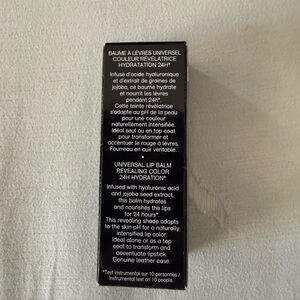 BAUME À LÈVRES UNIVERSEL
COULEUR RÉVÉLATRICE
HYDRATATION 24H*
Infusé d'acide hyaluronique
et d'extrait de graines de
jojoba, ce baume hydrate
et nourrit les lèvres
pendant 24h*.
Cette teinte révélatrice
s'adapte au pH de la peau
pour une couleur
naturellement intensifiée.
Idéal seul ou en top coat
pour transformer et
accentuer le rouge à lèvres.
Fourreau en cuir véritable.
•
UNIVERSAL LIP BALM
REVEALING COLOR
24H HYDRATION*
Infused with hyaluronic acid
and jojoba seed extract,
this balm hydrates
and nourishes the lips
for 24 hours*.
This revealing shade adapts
to the skin pH for a naturally
intensified lip color.
Ideal alone or as a top
coat to transform and
accentuate lipstick.
Genuine leather case.
*Test instrumental sur 10 personnes /
Instrumental test on 10 people.